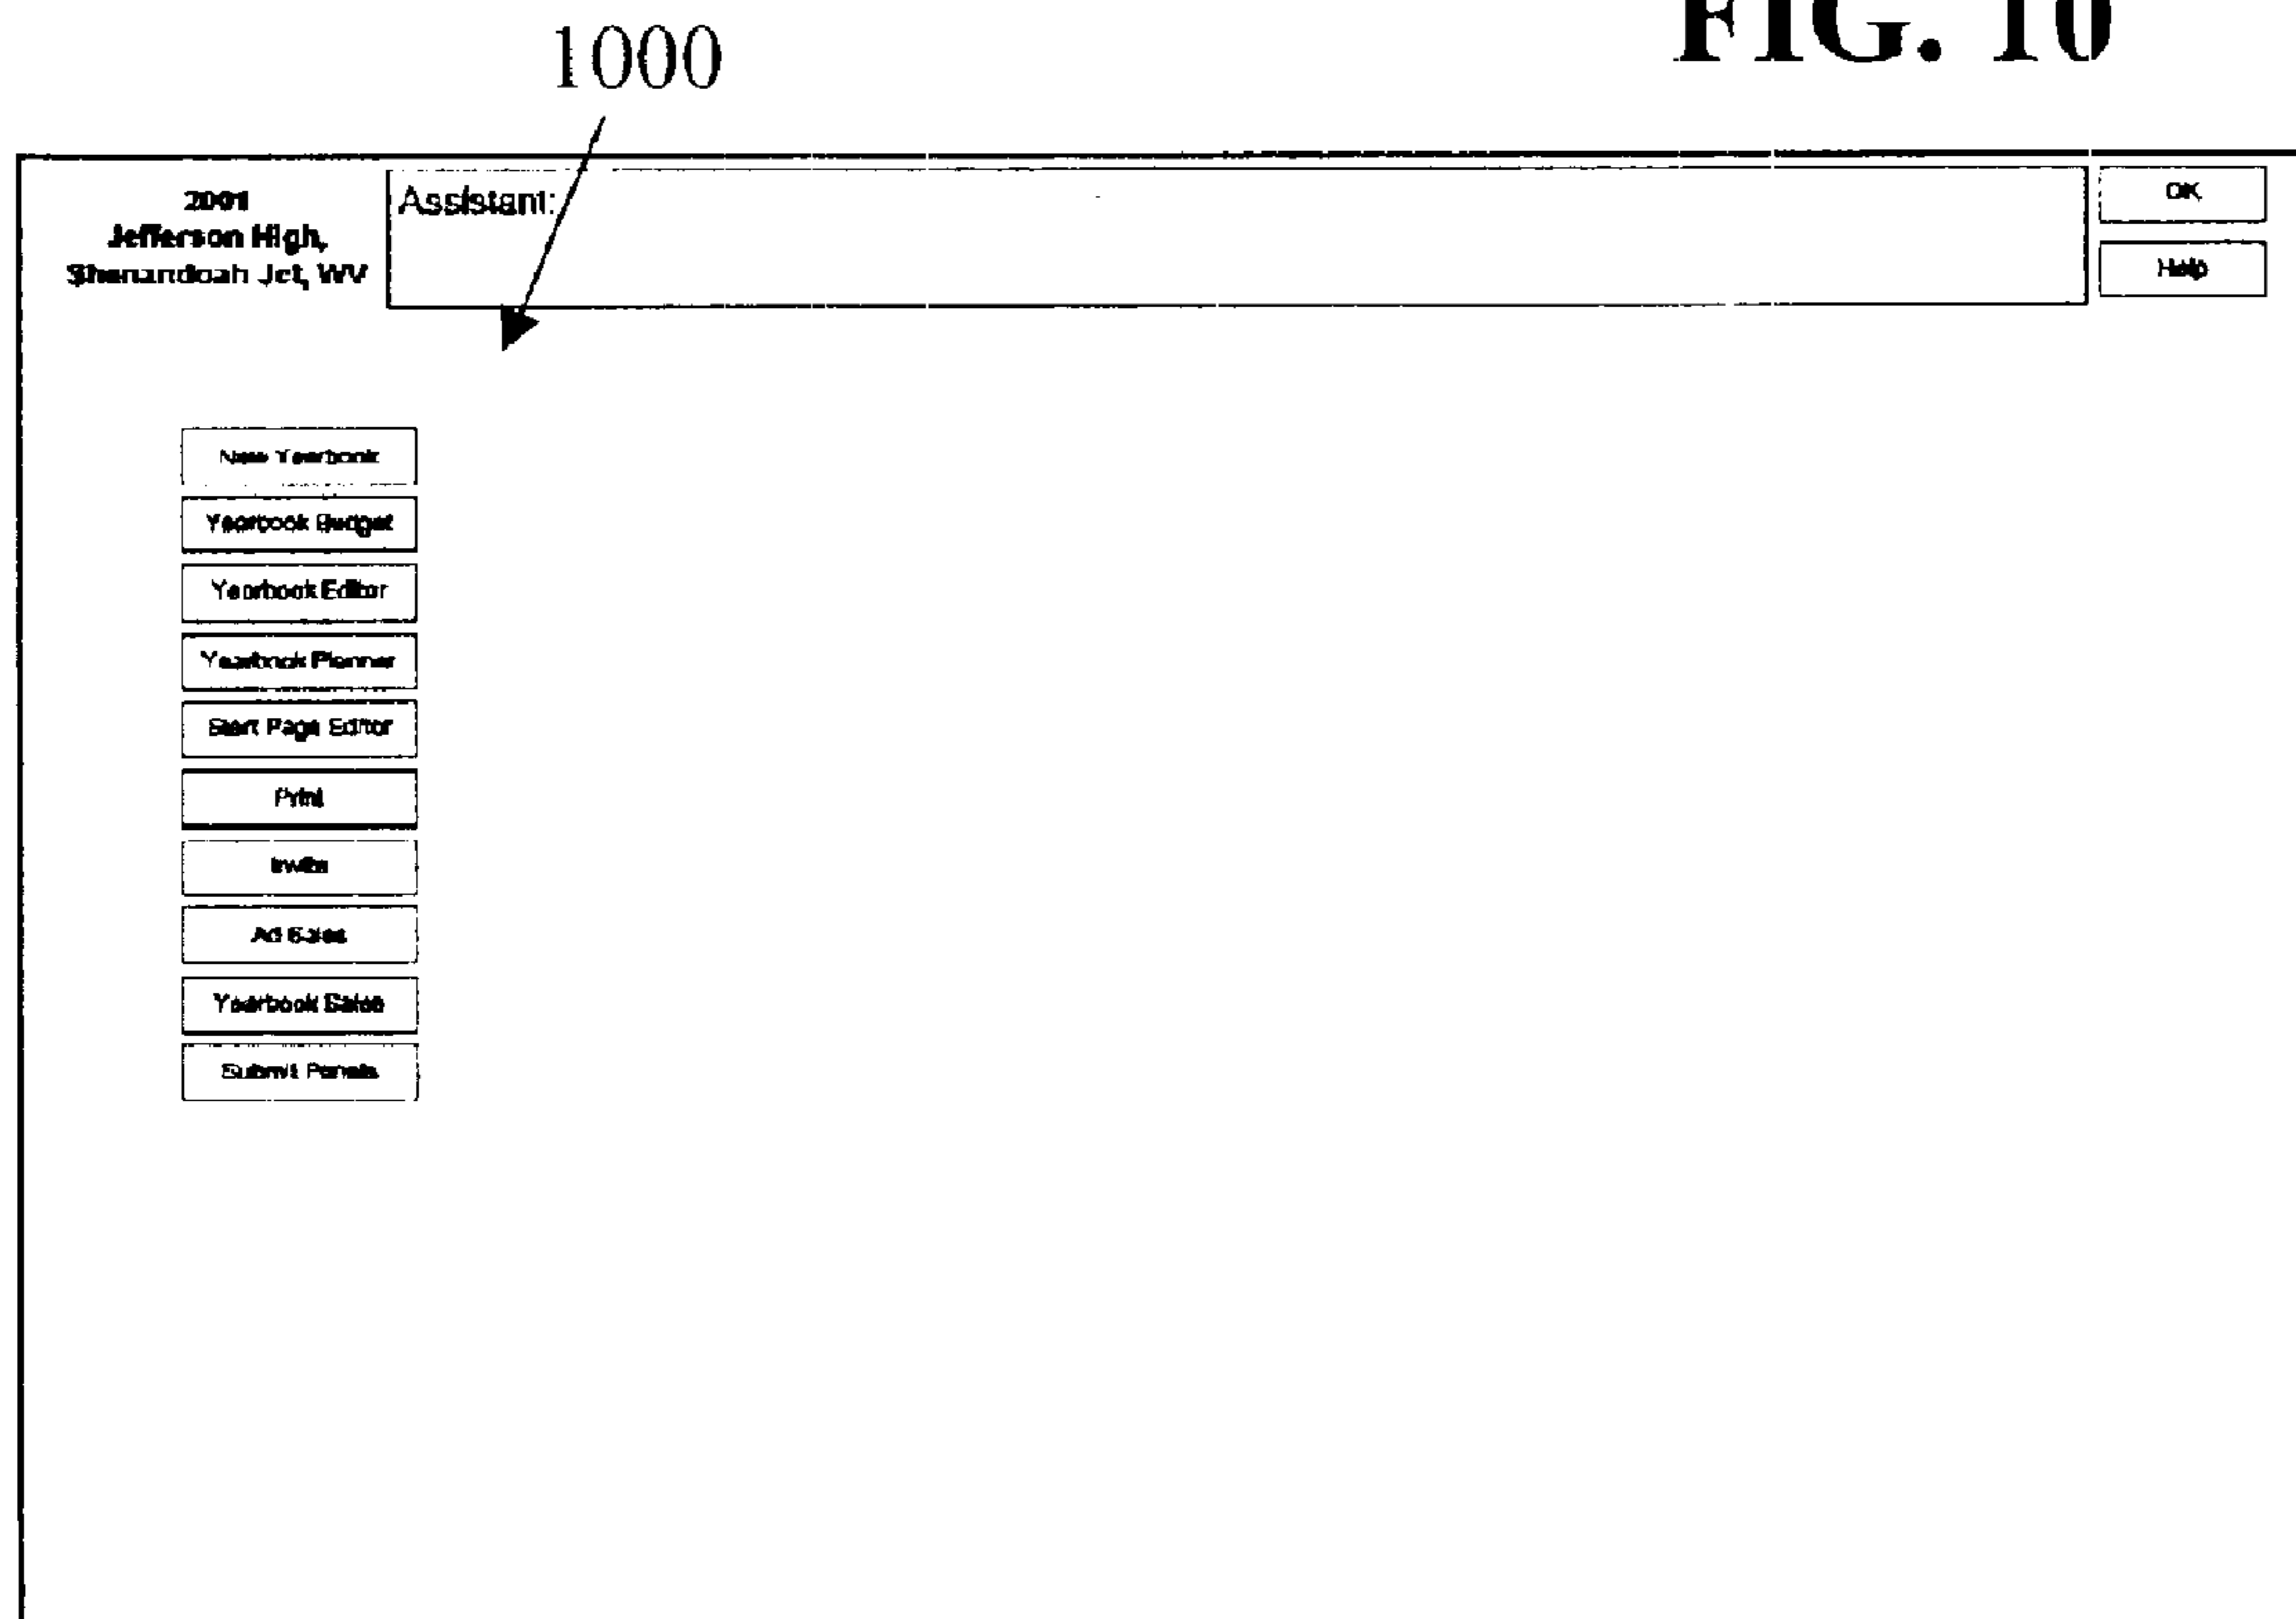 FIG. 10
1000
2001
Jefferson High,
Shenandoah Jct, WV
Assistant:
OK
Help
New Yearbook
Yearbook Budget
Yearbook Editor
Yearbook Planner
Start Page Editor
Print
Invite
Ad Sales
Yearbook Sales
Submit Panels